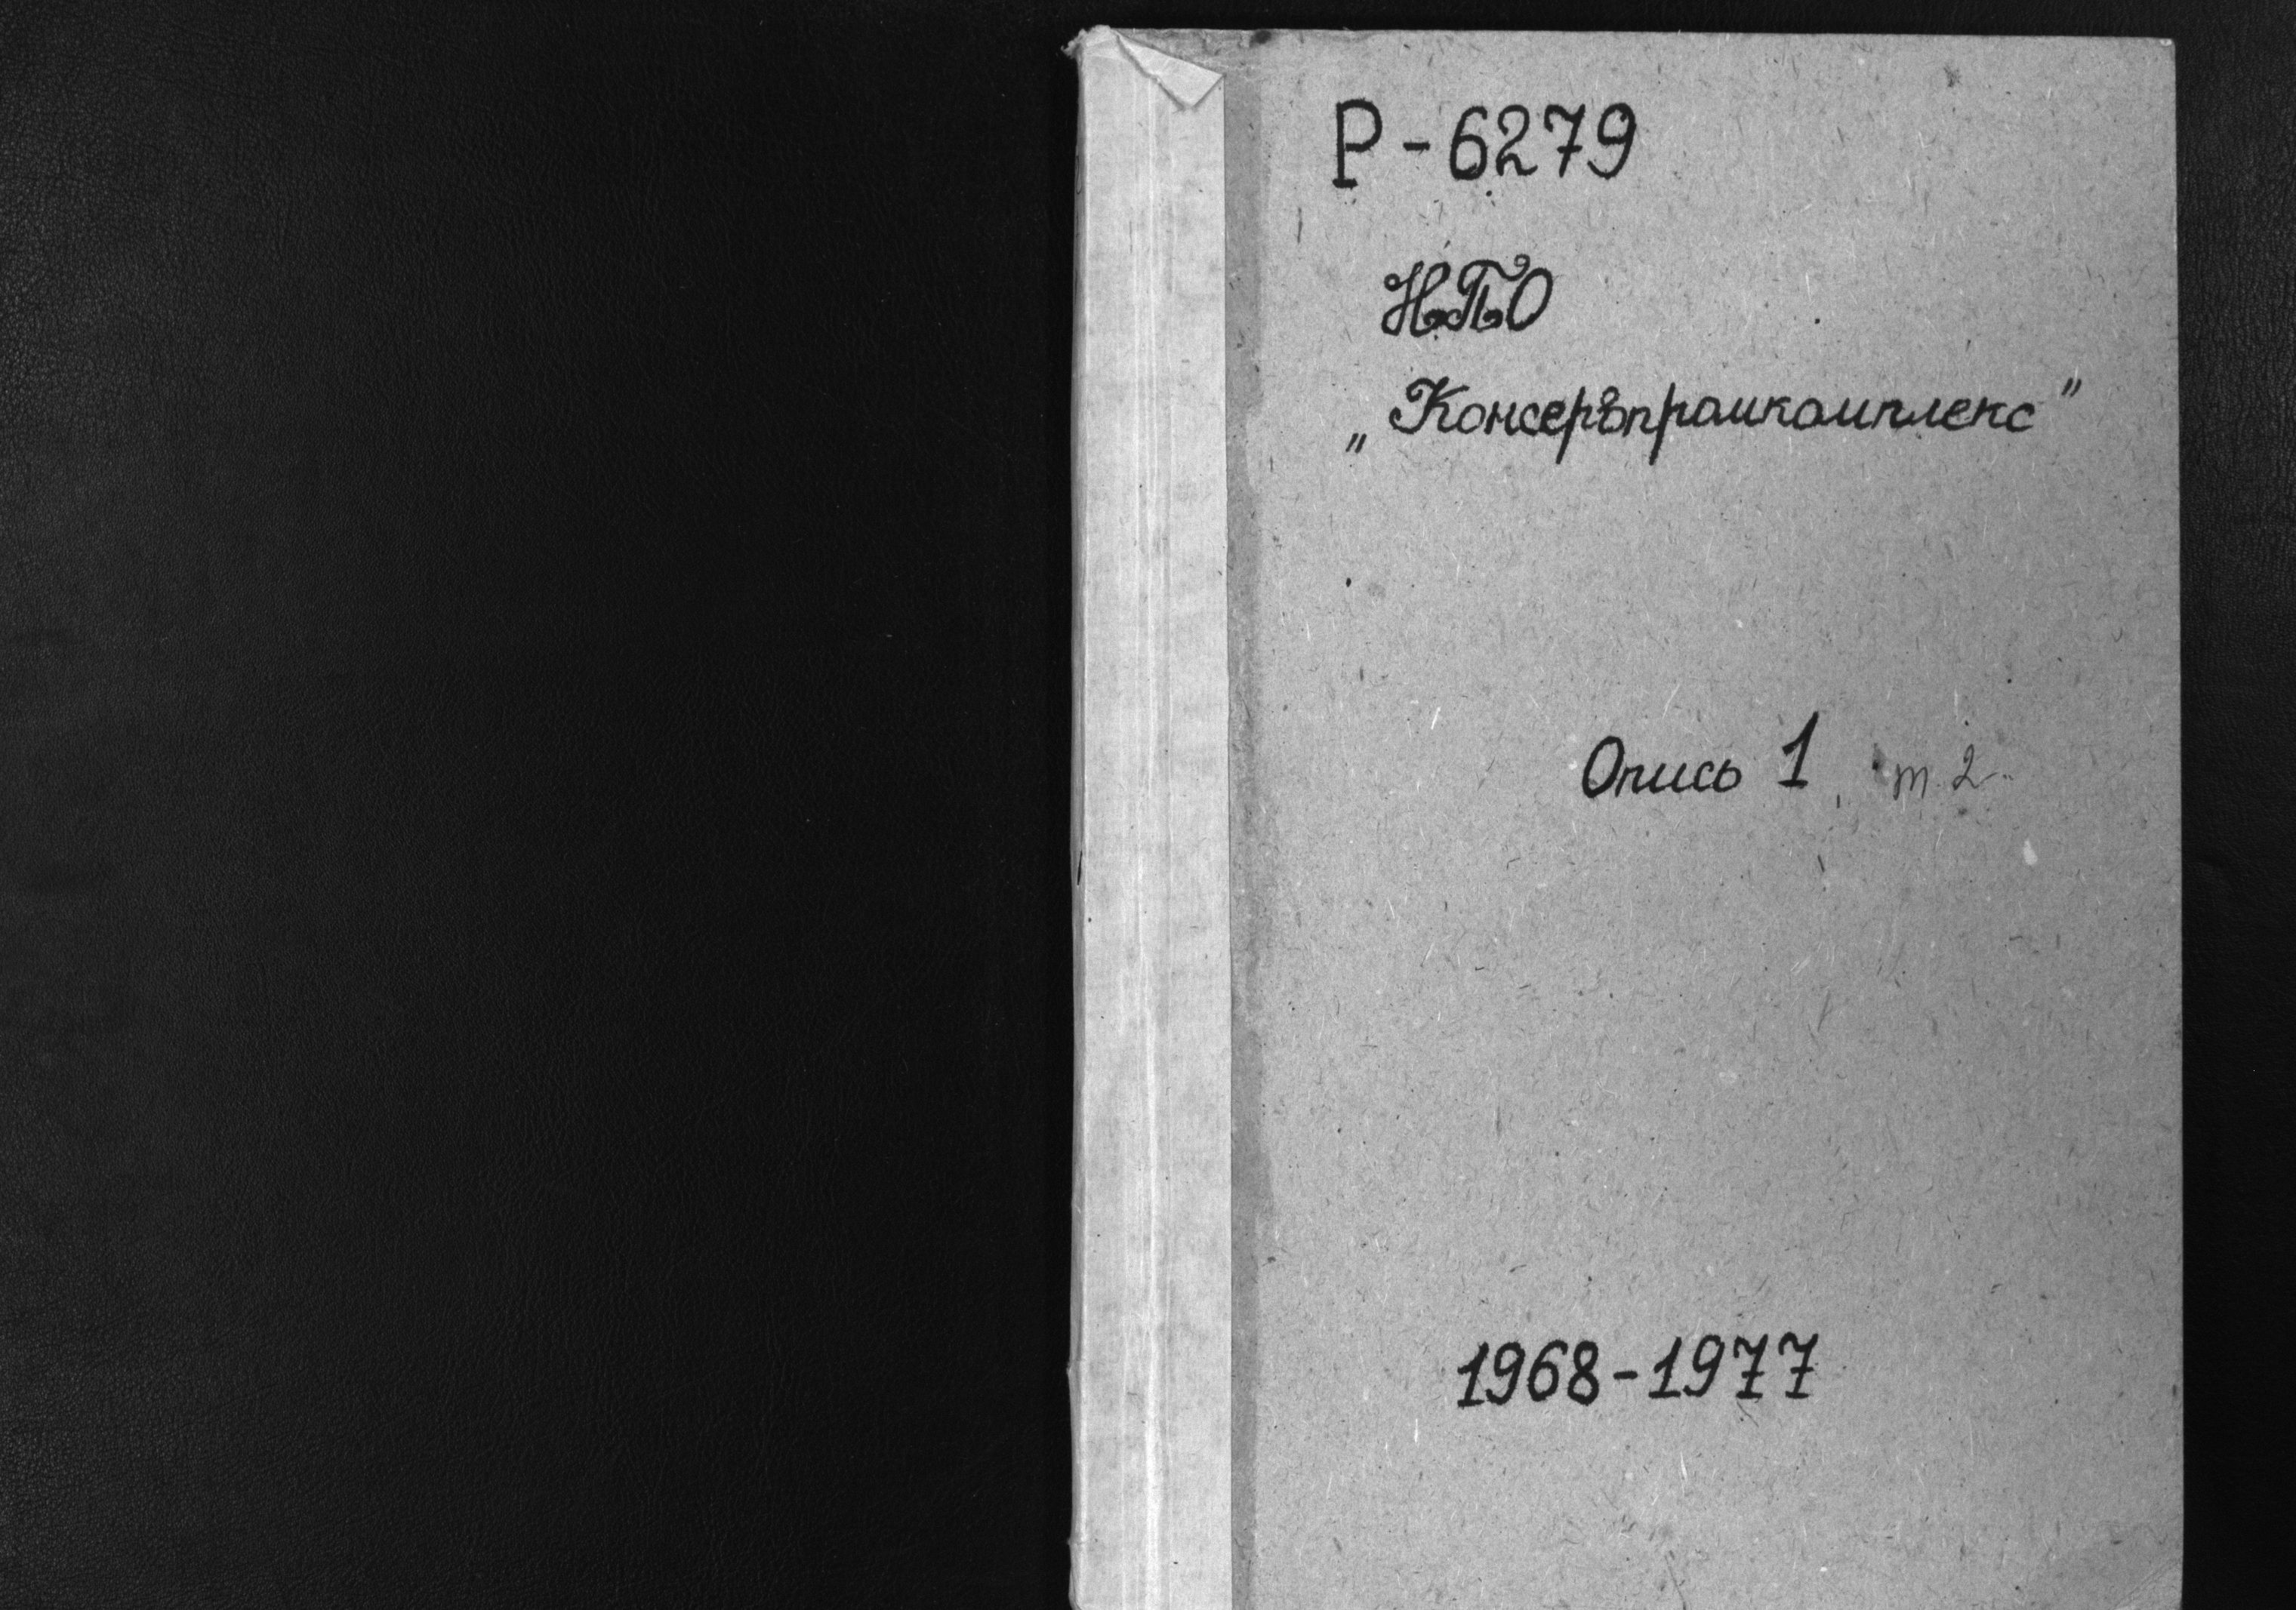 Р-6279
НПО
„Консервпромкомплекс"
Опись 1, т 2
1968-1977